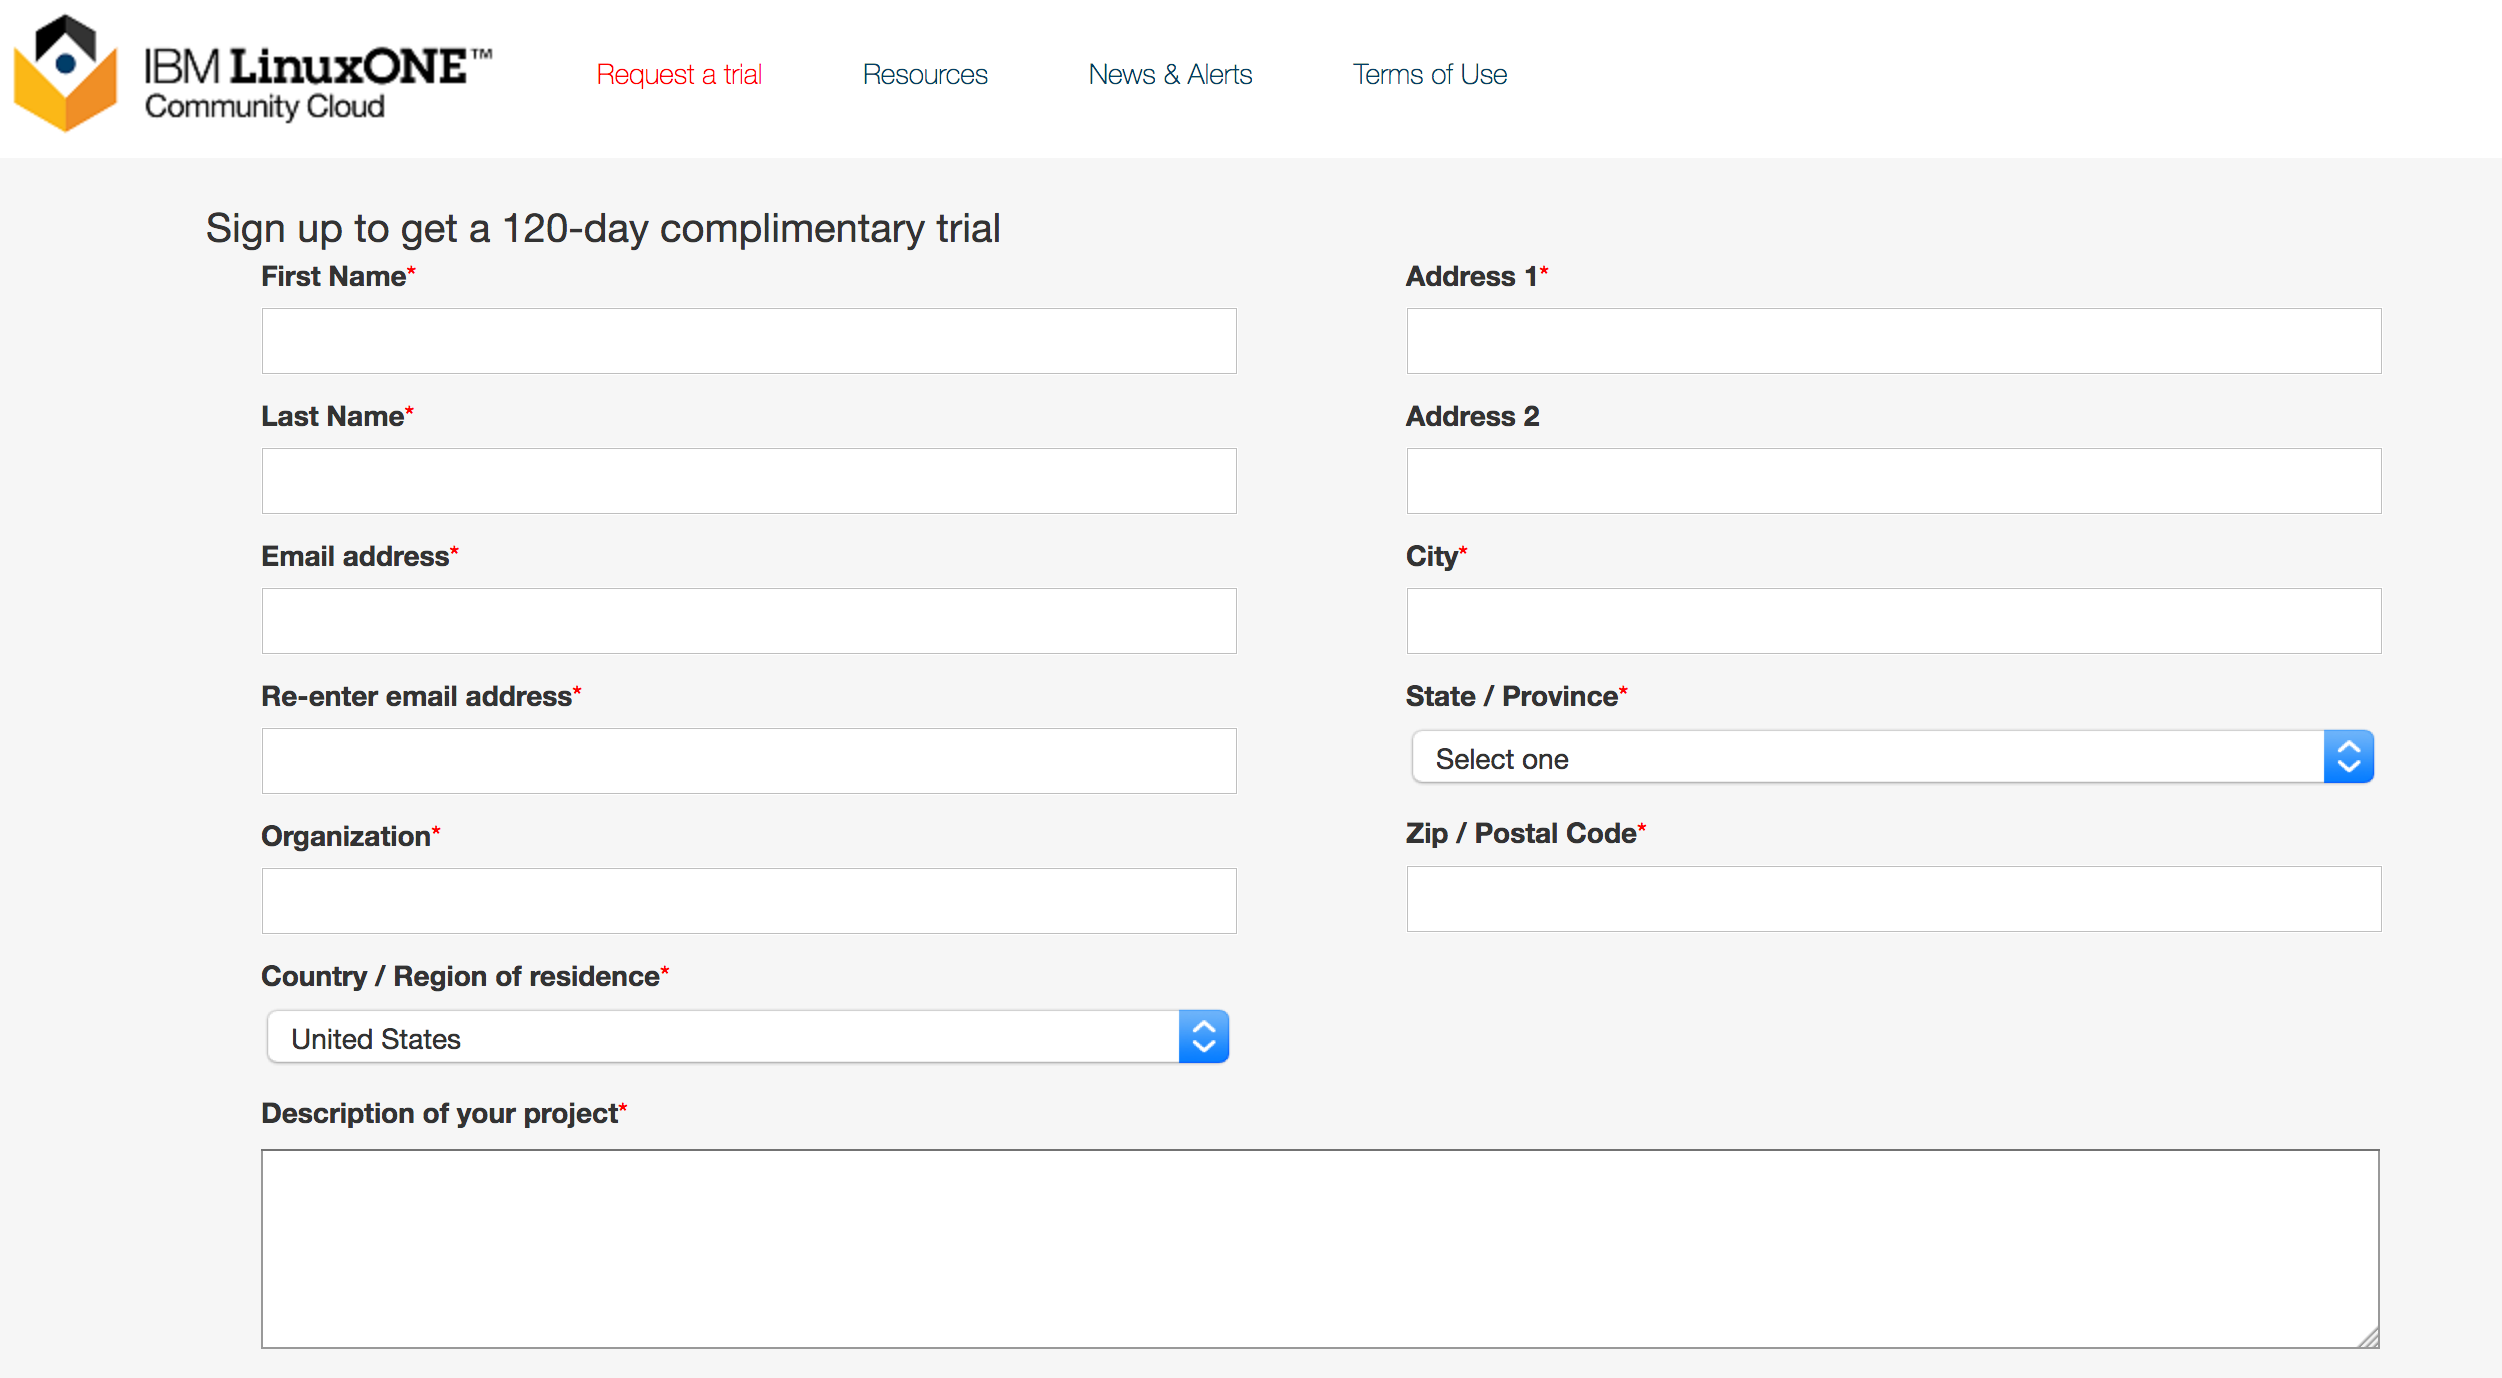 IBM LinuxONE™
Community Cloud
Request a trial
Resources
News & Alerts
Terms of Use
Sign up to get a 120-day complimentary trial
First Name*
Last Name*
Email address*
Re-enter email address*
Organization*
Country / Region of residence*
United States
Address 1*
Address 2
City*
State / Province*
Select one
Zip / Postal Code*
Description of your project*